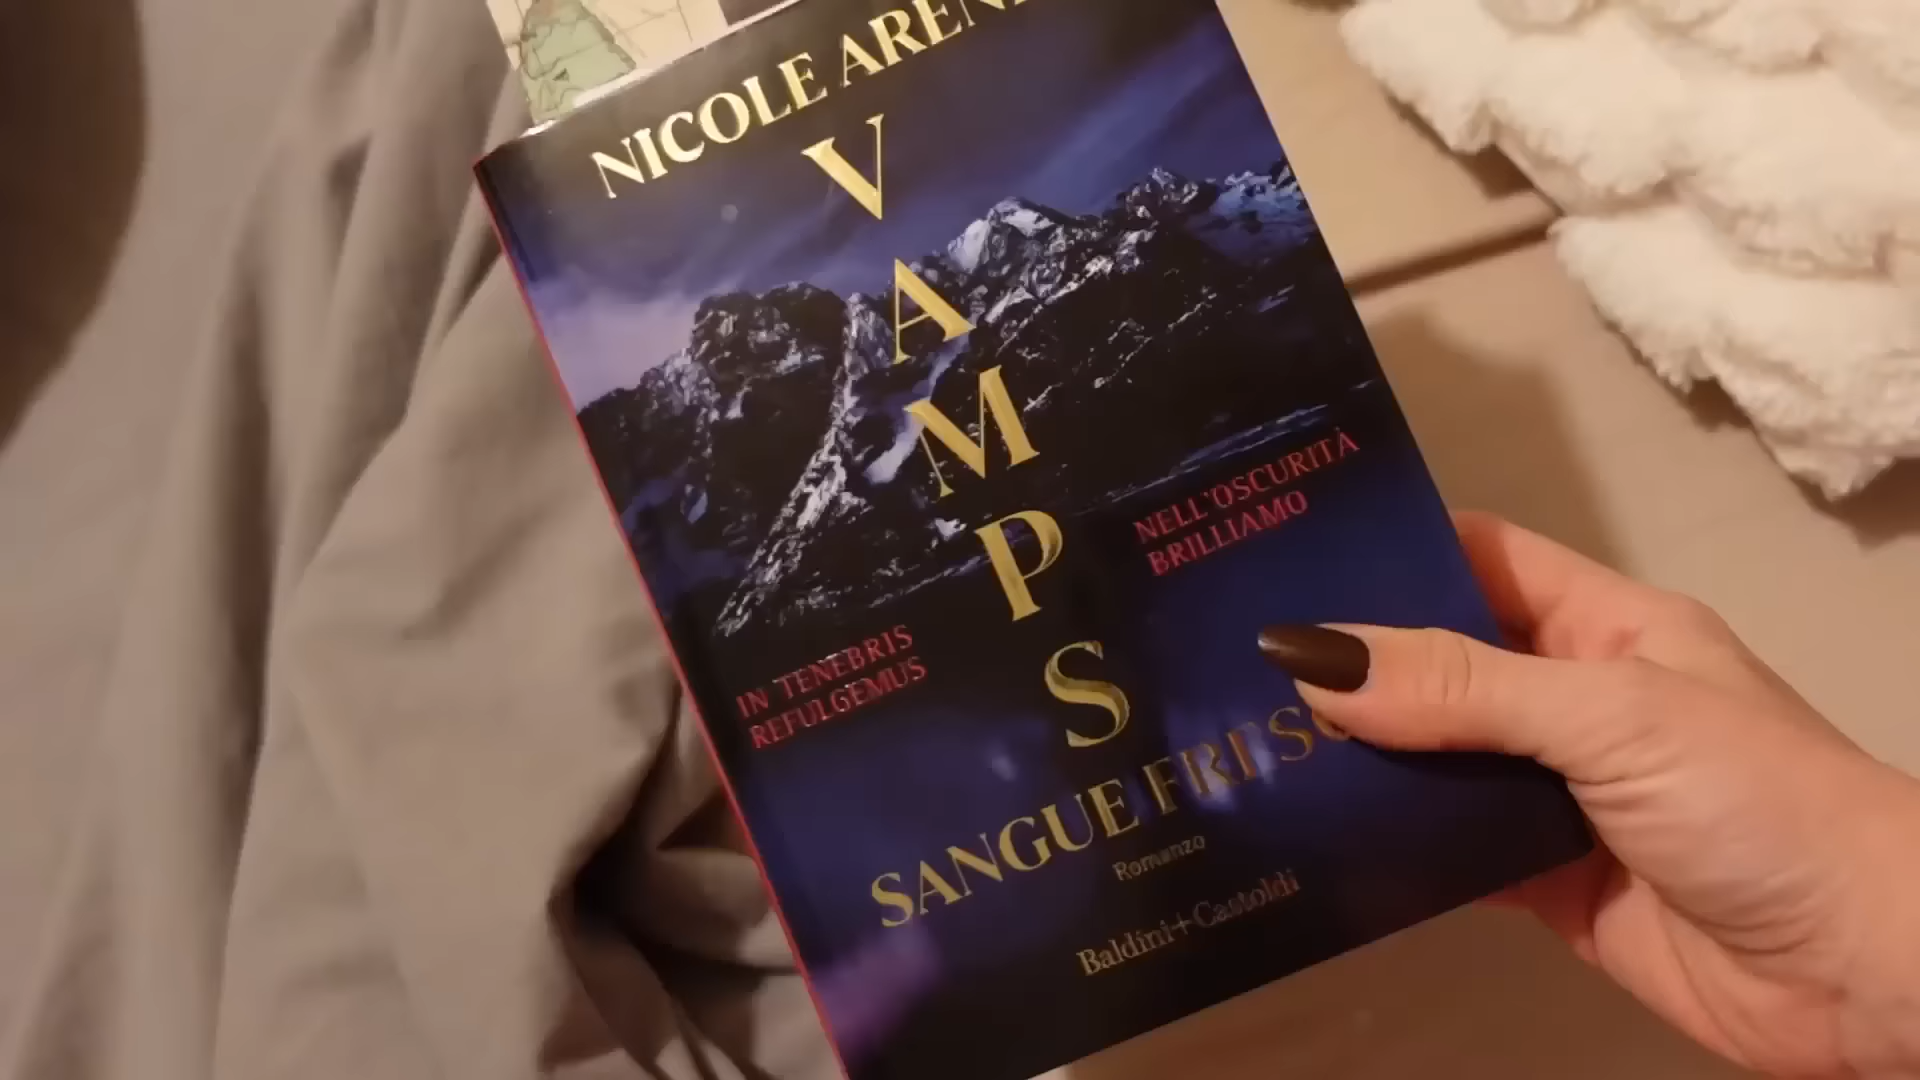 NICOLE
VAMPS
NELL'OSCURITÀ
BRILLIAMO
IN TENEBRIS
REFULGEMUS
SANGUE
Romanzo
Baldini+Castoldi